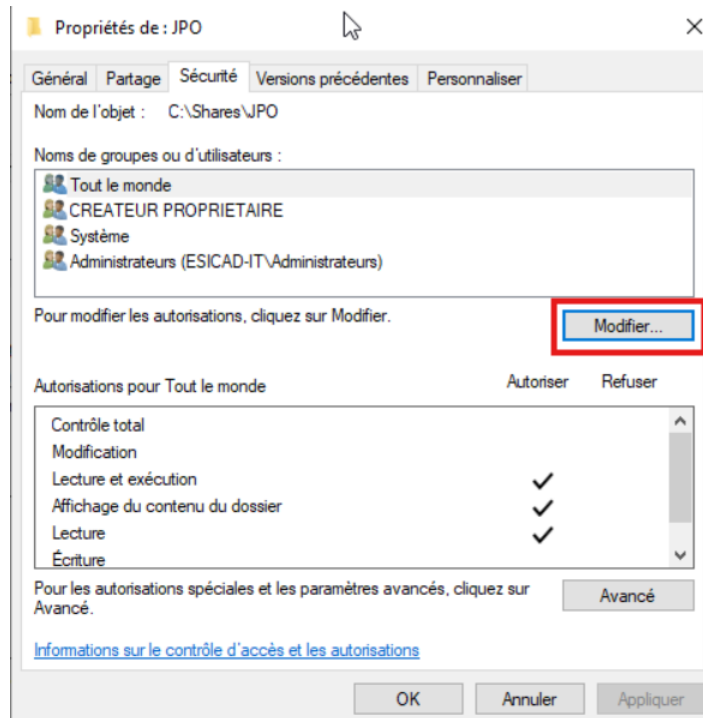 Propriétés de : JPO
Général Partage Sécurité Versions précédentes Personnaliser
Nom de l'objet : C:\Shares\JPO
Noms de groupes ou d'utilisateurs :
Tout le monde
CREATEUR PROPRIETAIRE
Système
Administrateurs (ESICAD-IT\Administrateurs)
Pour modifier les autorisations, cliquez sur Modifier.
Modifier...
Autorisations pour Tout le monde Autoriser Refuser
Contrôle total
Modification
Lecture et exécution
Affichage du contenu du dossier
Lecture
Écriture
Pour les autorisations spéciales et les paramètres avancés, cliquez sur
Avancé.
Avancé
Informations sur le contrôle d'accès et les autorisations
OK Annuler Appliquer